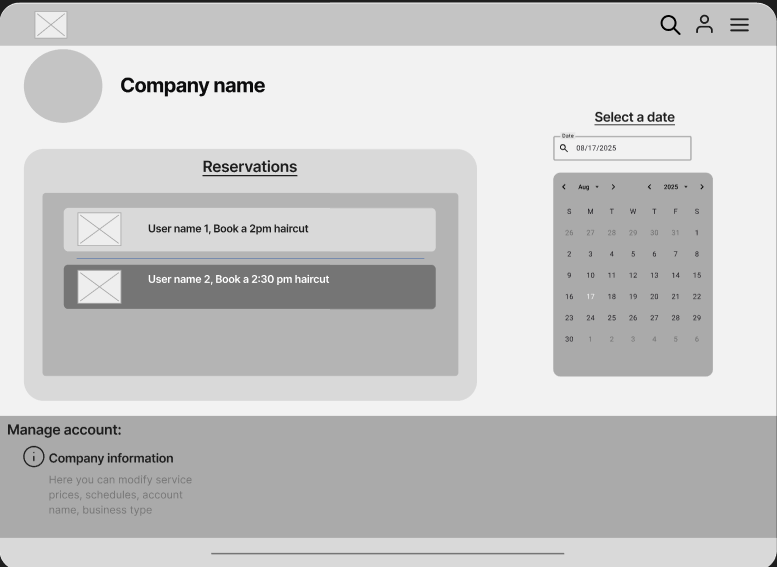 Company name
Select a date
Date
08/17/2025
Reservations
User name 1, Book a 2pm haircut
User name 2, Book a 2:30 pm haircut
Aug 2025
S M T W T F S
26 27 28 29 30 31 1
2 3 4 5 6 7 8
9 10 11 12 13 14 15
16 17 18 19 20 21 22
23 24 25 26 27 28 29
30 1 2 3 4 5 6
Manage account:
Company information
Here you can modify service
prices, schedules, account
name, business type